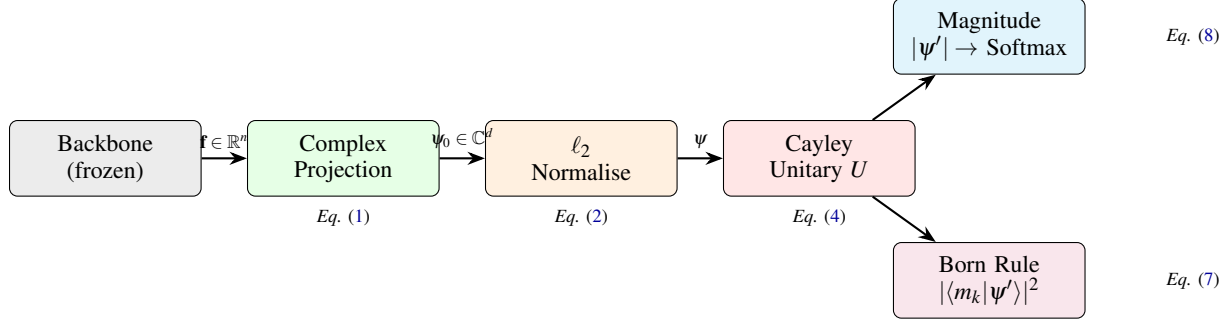 Magnitude
|ψ′| → Softmax
Eq. (8)
Backbone
(frozen)
f ∈ ℝⁿ
Complex
Projection
Eq. (1)
ψ₀ ∈ ℂᵈ
ℓ₂
Normalise
Eq. (2)
ψ
Cayley
Unitary U
Eq. (4)
Born Rule
|⟨mₖ|ψ′⟩|²
Eq. (7)